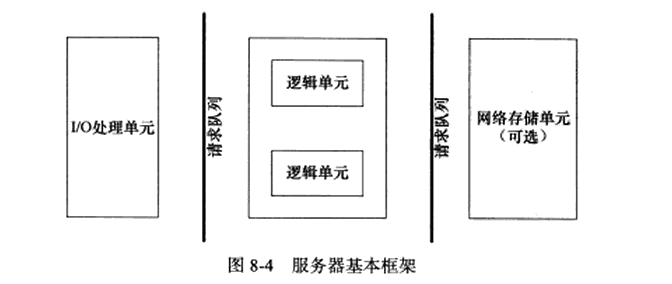 I/O处理单元
请求队列
逻辑单元
逻辑单元
请求队列
网络存储单元
（可选）
图 8-4 服务器基本框架